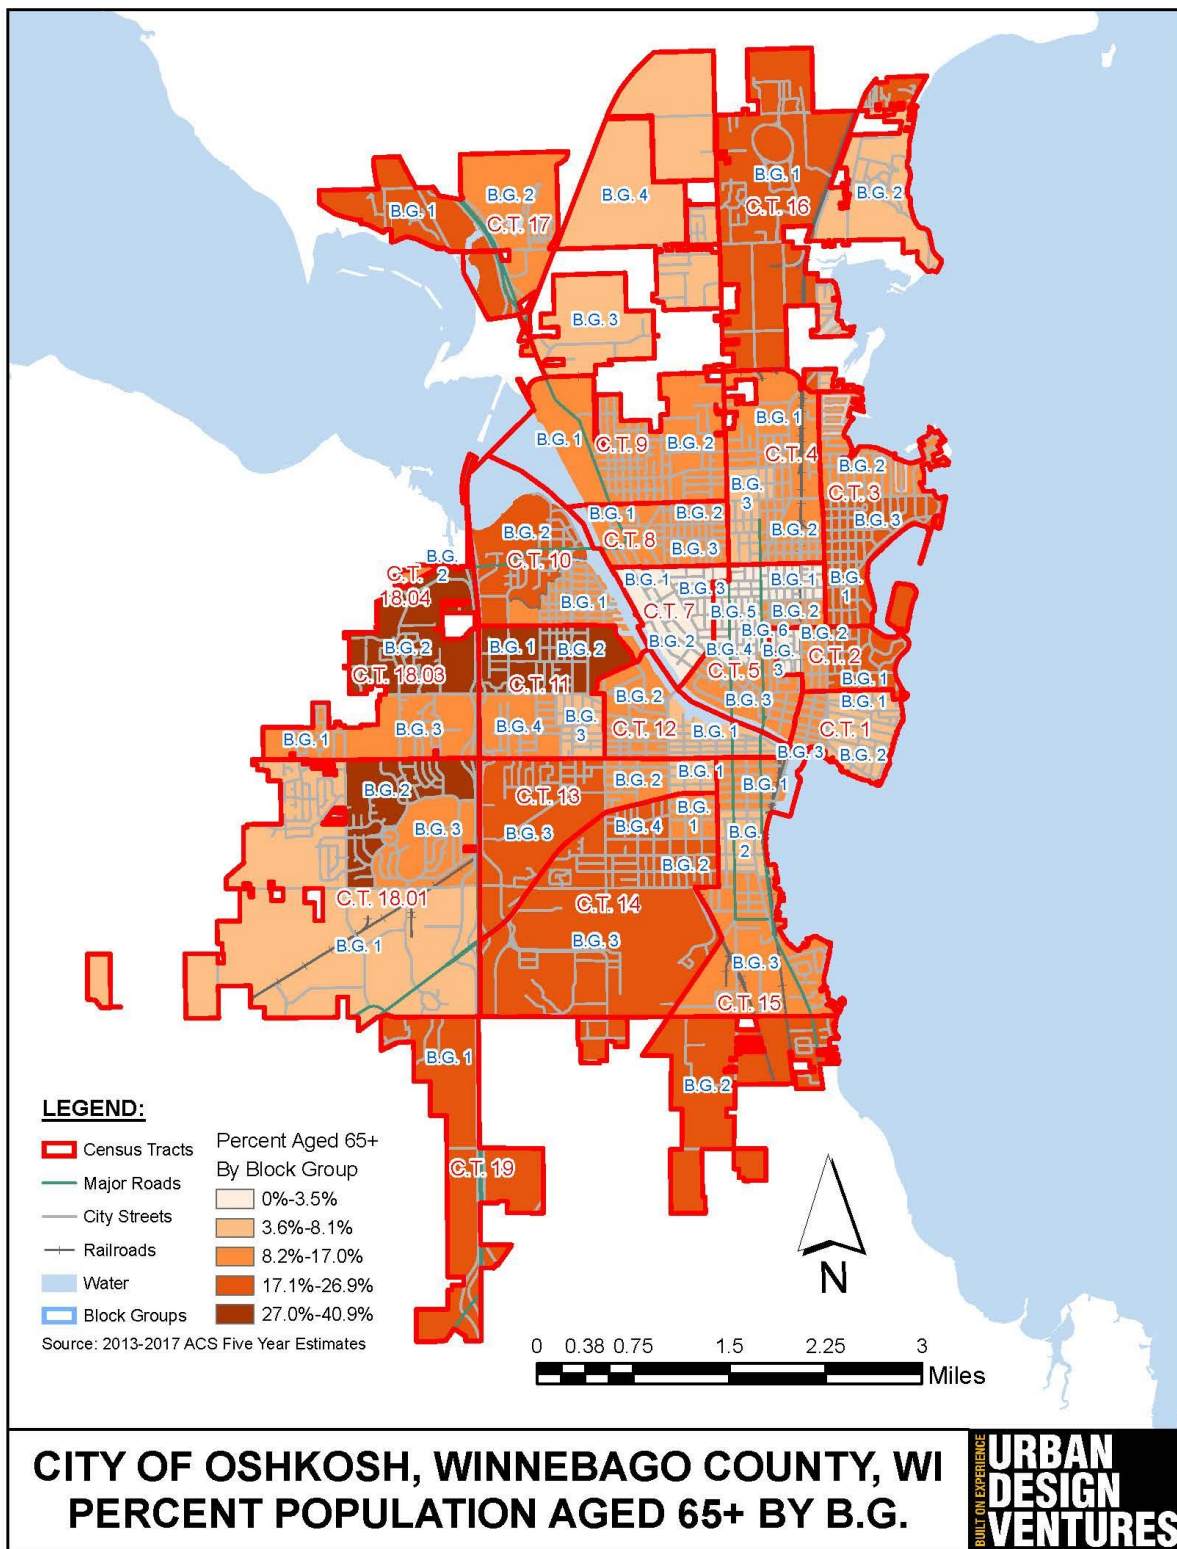 B.G. 1
B.G. 2
C.T. 17
B.G. 4
B.G. 1
C.T. 16
B.G. 2
B.G. 3
B.G. 1
C.T. 9
B.G. 2
B.G. 1
C.T. 4
B.G.
3
B.G. 2
B.G. 2
C.T. 3
B.G. 3
B.G.
1
B.G. 1
B.G. 2
C.T. 8
B.G. 3
B.G. 2
C.T. 10
B.G. 1
B.G.
2
C.T.
18.04
B.G. 1
B.G. 3
C.T. 7
B.G. 2
B.G. 1
B.G. 5
B.G. 2
B.G. 6
B.G. 4
B.G.
3
C.T. 5
B.G. 3
B.G. 2
C.T. 2
B.G. 1
B.G. 2
C.T. 18.03
B.G. 3
B.G. 1
B.G. 1
B.G. 2
C.T. 11
B.G. 4
B.G.
3
B.G. 2
C.T. 12
B.G. 1
B.G. 1
C.T. 1
B.G. 2
B.G. 3
B.G. 2
B.G. 3
C.T. 18.01
B.G. 1
C.T. 13
B.G. 2
B.G. 1
B.G. 3
B.G. 4
B.G.
1
B.G. 2
C.T. 14
B.G. 3
B.G. 1
B.G.
2
B.G. 3
C.T. 15
B.G. 2
B.G. 1
C.T. 19
LEGEND:
Census Tracts
Major Roads
City Streets
Railroads
Water
Block Groups
Percent Aged 65+
By Block Group
0%-3.5%
3.6%-8.1%
8.2%-17.0%
17.1%-26.9%
27.0%-40.9%
Source: 2013-2017 ACS Five Year Estimates
N
0 0.38 0.75 1.5 2.25 3
Miles
CITY OF OSHKOSH, WINNEBAGO COUNTY, WI
PERCENT POPULATION AGED 65+ BY B.G.
BUILT ON EXPERIENCE
URBAN
DESIGN
VENTURES